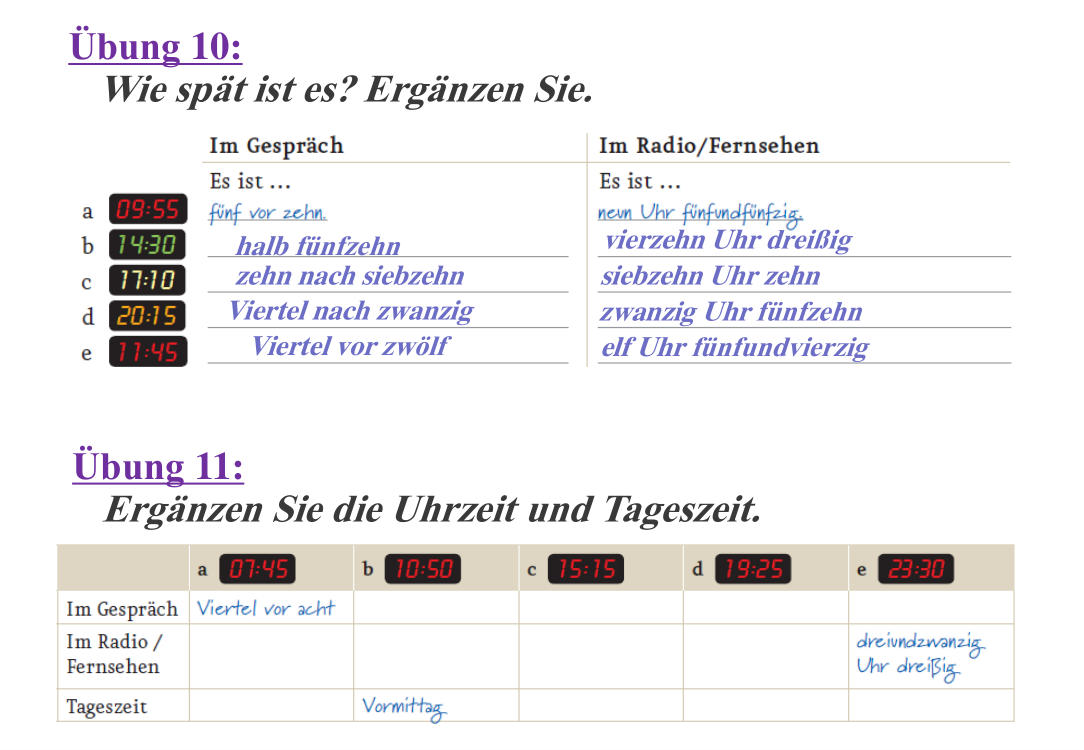 Übung 10:
Wie spät ist es? Ergänzen Sie.
Im Gespräch Im Radio/Fernsehen
Es ist ... Es ist ...
a 09:55 fünf vor zehn. neun Uhr fünfundfünfzig.
b 14:30 halb fünfzehn vierzehn Uhr dreißig
c 17:10 zehn nach siebzehn siebzehn Uhr zehn
d 20:15 Viertel nach zwanzig zwanzig Uhr fünfzehn
e 11:45 Viertel vor zwölf elf Uhr fünfundvierzig
Übung 11:
Ergänzen Sie die Uhrzeit und Tageszeit.
a 07:45 b 10:50 c 15:15 d 19:25 e 23:30
Im Gespräch Viertel vor acht
Im Radio / dreiundzwanzig
Fernsehen Uhr dreißig
Tageszeit Vormittag